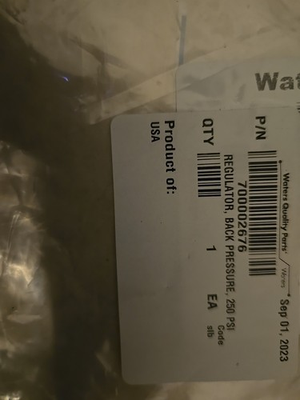 Wat
Waters Quality Parts
Sep 01, 2023
P/N
700002676
REGULATOR, BACK PRESSURE, 250 PSI
QTY
1
EA
Code
slb
Product of:
USA